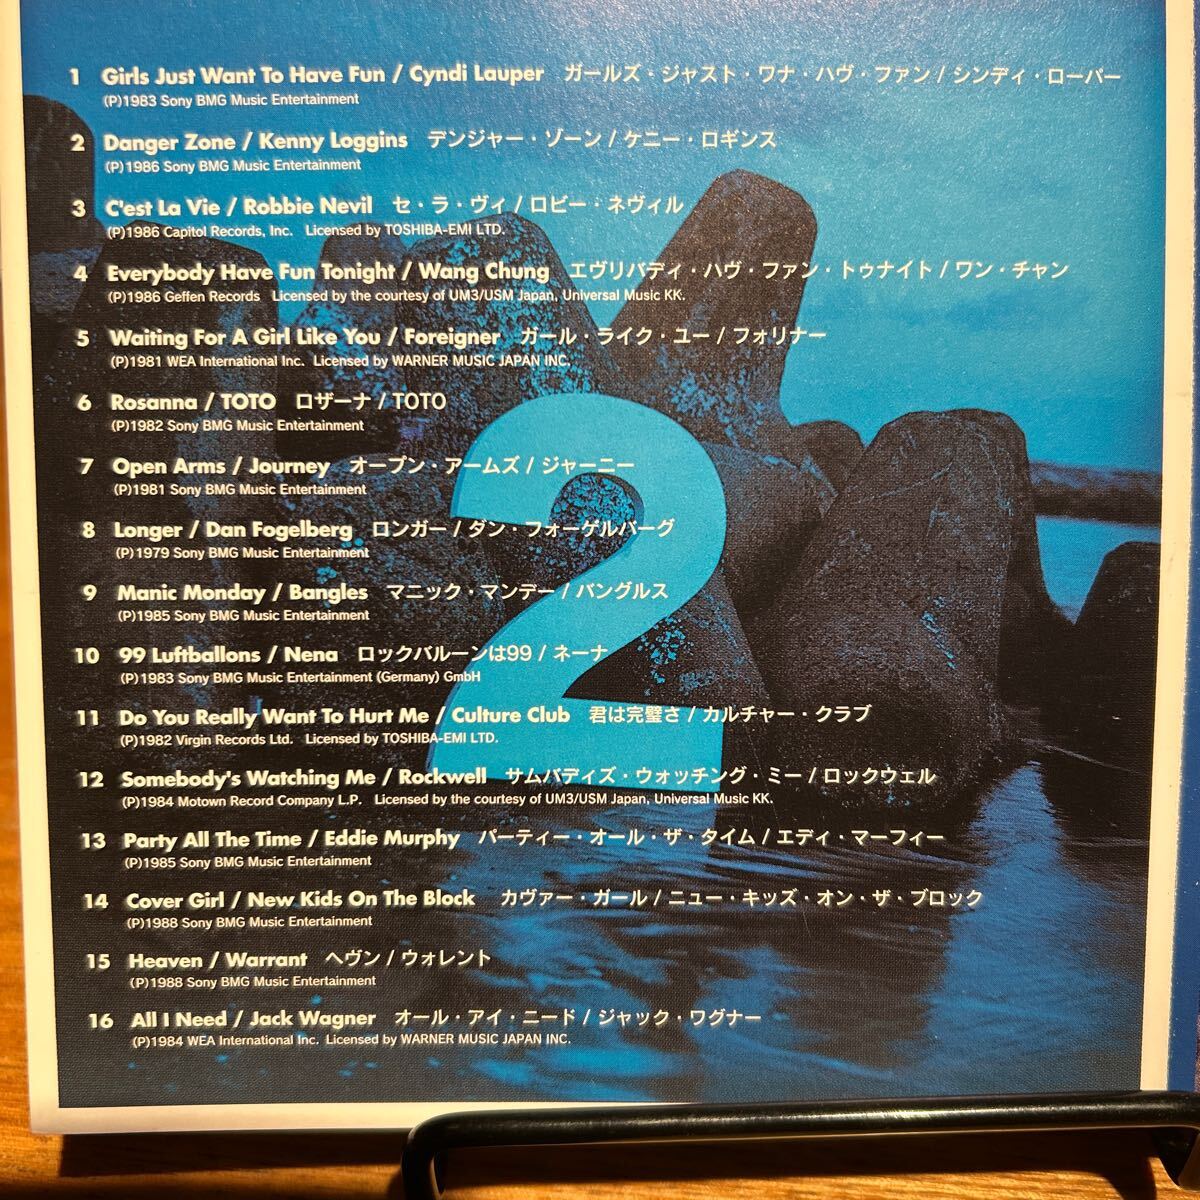 1 Girls Just Want To Have Fun / Cyndi Lauper ガールズ・ジャスト・ワナ・ハヴ・ファン / シンディ・ローパー
(P)1983 Sony BMG Music Entertainment
2 Danger Zone / Kenny Loggins デンジャー・ゾーン / ケニー・ロギンス
(P)1986 Sony BMG Music Entertainment
3 C'est La Vie / Robbie Nevil セ・ラ・ヴィ / ロビー・ネヴィル
(P)1986 Capitol Records, Inc. Licensed by TOSHIBA-EMI LTD.
4 Everybody Have Fun Tonight / Wang Chung エヴリバディ・ハヴ・ファン・トゥナイト / ワン・チャン
(P)1986 Geffen Records Licensed by the courtesy of UM3/USM Japan, Universal Music KK.
5 Waiting For A Girl Like You / Foreigner ガール・ライク・ユー / フォリナー
(P)1981 WEA International Inc. Licensed by WARNER MUSIC JAPAN INC.
6 Rosanna / TOTO ロザーナ / TOTO
(P)1982 Sony BMG Music Entertainment
7 Open Arms / Journey オープン・アームズ / ジャーニー
(P)1981 Sony BMG Music Entertainment
8 Longer / Dan Fogelberg ロンガー / ダン・フォーゲルバーグ
(P)1979 Sony BMG Music Entertainment
9 Manic Monday / Bangles マニック・マンデー / バングルス
(P)1985 Sony BMG Music Entertainment
10 99 Luftballons / Nena ロックバルーンは99 / ネーナ
(P)1983 Sony BMG Music Entertainment (Germany) GmbH
11 Do You Really Want To Hurt Me / Culture Club 君は完璧さ / カルチャー・クラブ
(P)1982 Virgin Records Ltd. Licensed by TOSHIBA-EMI LTD.
12 Somebody's Watching Me / Rockwell サムバディズ・ウォッチング・ミー / ロックウェル
(P)1984 Motown Record Company L.P. Licensed by the courtesy of UM3/USM Japan, Universal Music KK.
13 Party All The Time / Eddie Murphy パーティー・オール・ザ・タイム / エディ・マーフィー
(P)1985 Sony BMG Music Entertainment
14 Cover Girl / New Kids On The Block カヴァー・ガール / ニュー・キッズ・オン・ザ・ブロック
(P)1988 Sony BMG Music Entertainment
15 Heaven / Warrant ヘヴン / ウォレント
(P)1988 Sony BMG Music Entertainment
16 All I Need / Jack Wagner オール・アイ・ニード / ジャック・ワグナー
(P)1984 WEA International Inc. Licensed by WARNER MUSIC JAPAN INC.
2